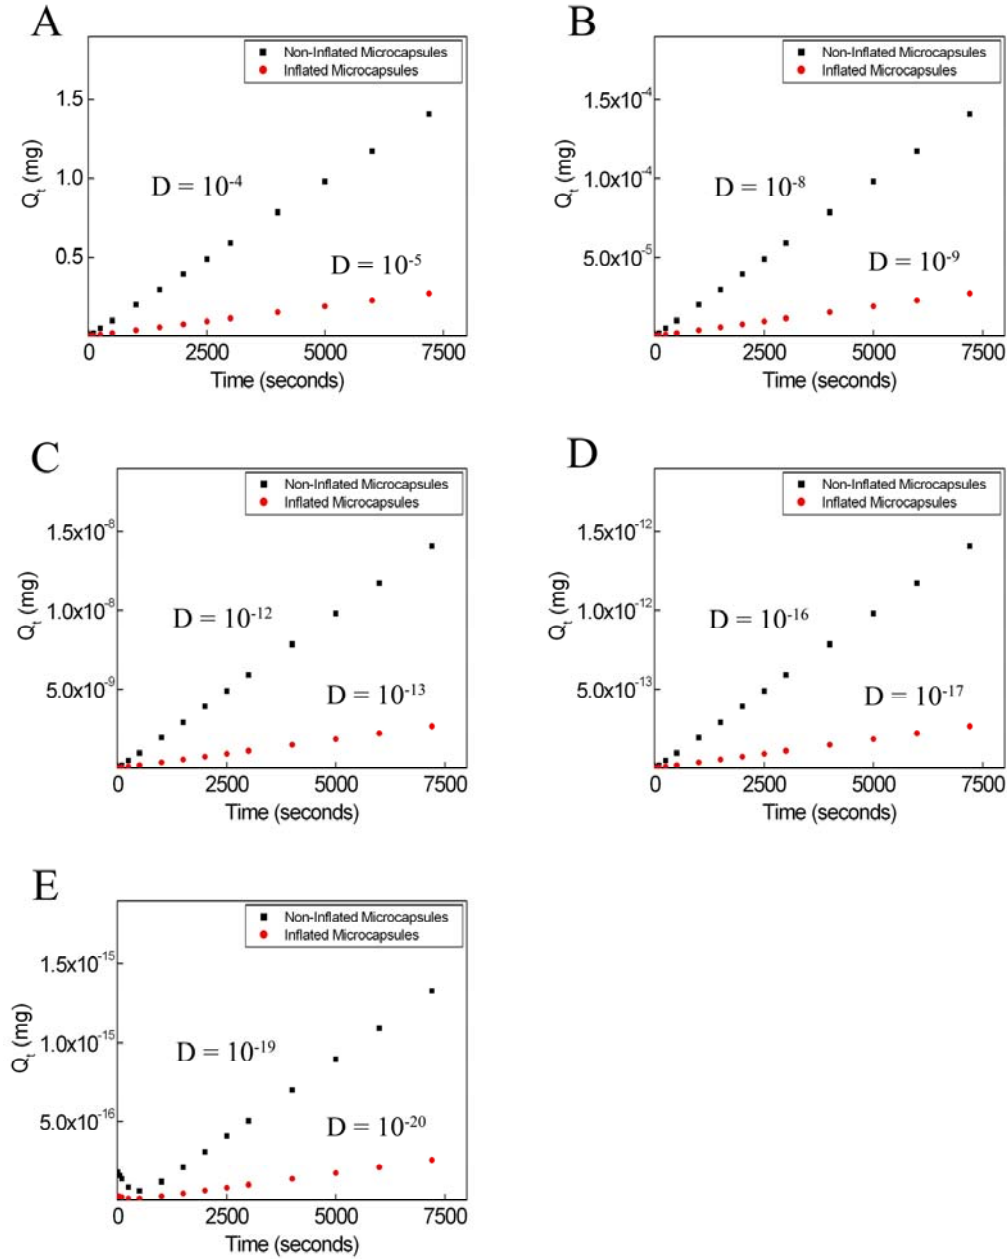 A
Non-Inflated Microcapsules
Inflated Microcapsules
Qt (mg)
1.5
1.0
0.5
D = 10-4
D = 10-5
0
2500
5000
7500
Time (seconds)
B
Non-Inflated Microcapsules
Inflated Microcapsules
Qt (mg)
1.5x10-4
1.0x10-4
5.0x10-5
D = 10-8
D = 10-9
0
2500
5000
7500
Time (seconds)
C
Non-Inflated Microcapsules
Inflated Microcapsules
Qt (mg)
1.5x10-8
1.0x10-8
5.0x10-9
D = 10-12
D = 10-13
0
2500
5000
7500
Time (seconds)
D
Non-Inflated Microcapsules
Inflated Microcapsules
Qt (mg)
1.5x10-12
1.0x10-12
5.0x10-13
D = 10-16
D = 10-17
0
2500
5000
7500
Time (seconds)
E
Non-Inflated Microcapsules
Inflated Microcapsules
Qt (mg)
1.5x10-15
1.0x10-15
5.0x10-16
D = 10-19
D = 10-20
0
2500
5000
7500
Time (seconds)